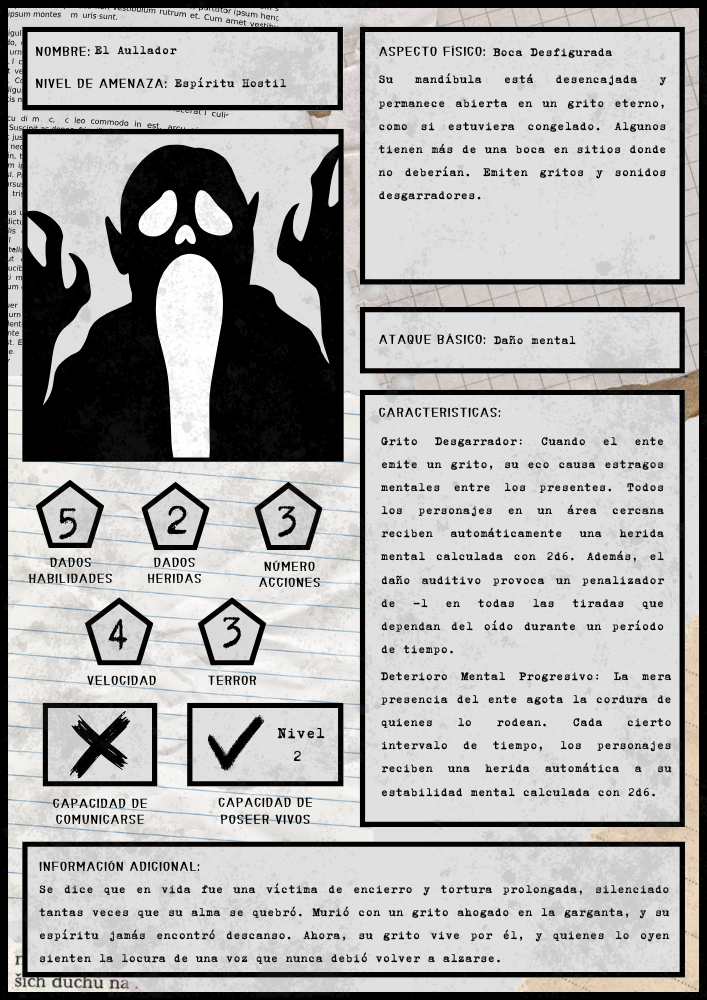 NOMBRE: El Aullador
NIVEL DE AMENAZA: Espíritu Hostil
5
DADOS
HABILIDADES
2
DADOS
HERIDAS
3
NÚMERO
ACCIONES
4
VELOCIDAD
3
TERROR
CAPACIDAD DE
COMUNICARSE
Nivel
2
CAPACIDAD DE
POSEER VIVOS
ASPECTO FÍSICO: Boca Desfigurada
Su mandíbula está desencajada y
permanece abierta en un grito eterno,
como si estuviera congelado. Algunos
tienen más de una boca en sitios donde
no deberían. Emiten gritos y sonidos
desgarradores.
ATAQUE BÁSICO: Daño mental
CARACTERISTICAS:
Grito Desgarrador: Cuando el ente
emite un grito, su eco causa estragos
mentales entre los presentes. Todos
los personajes en un área cercana
reciben automáticamente una herida
mental calculada con 2d6. Además, el
daño auditivo provoca un penalizador
de -1 en todas las tiradas que
dependan del oído durante un período
de tiempo.
Deterioro Mental Progresivo: La mera
presencia del ente agota la cordura de
quienes lo rodean. Cada cierto
intervalo de tiempo, los personajes
reciben una herida automática a su
estabilidad mental calculada con 2d6.
INFORMACIÓN ADICIONAL:
Se dice que en vida fue una víctima de encierro y tortura prolongada, silenciado
tantas veces que su alma se quebró. Murió con un grito ahogado en la garganta, y su
espíritu jamás encontró descanso. Ahora, su grito vive por él, y quienes lo oyen
sienten la locura de una voz que nunca debió volver a alzarse.
šich duchu na